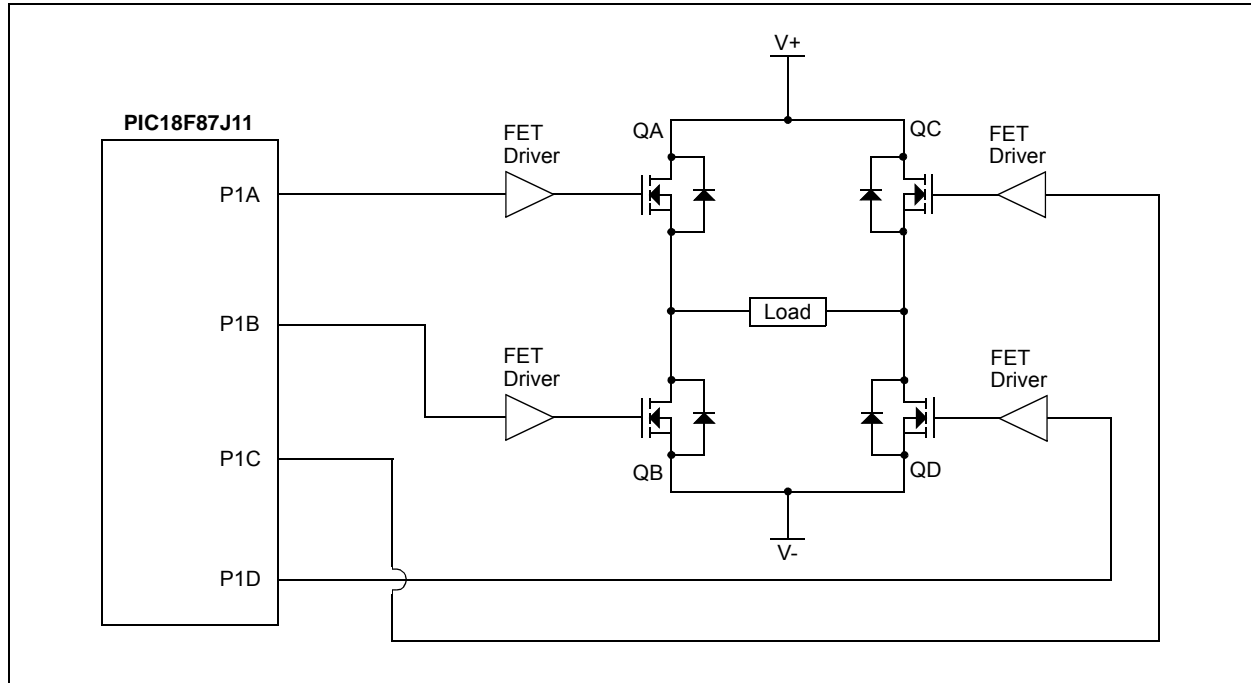 V+
PIC18F87J11
FET
Driver
QA
QC
FET
Driver
P1A
P1B
Load
FET
Driver
FET
Driver
P1C
QB
QD
V-
P1D